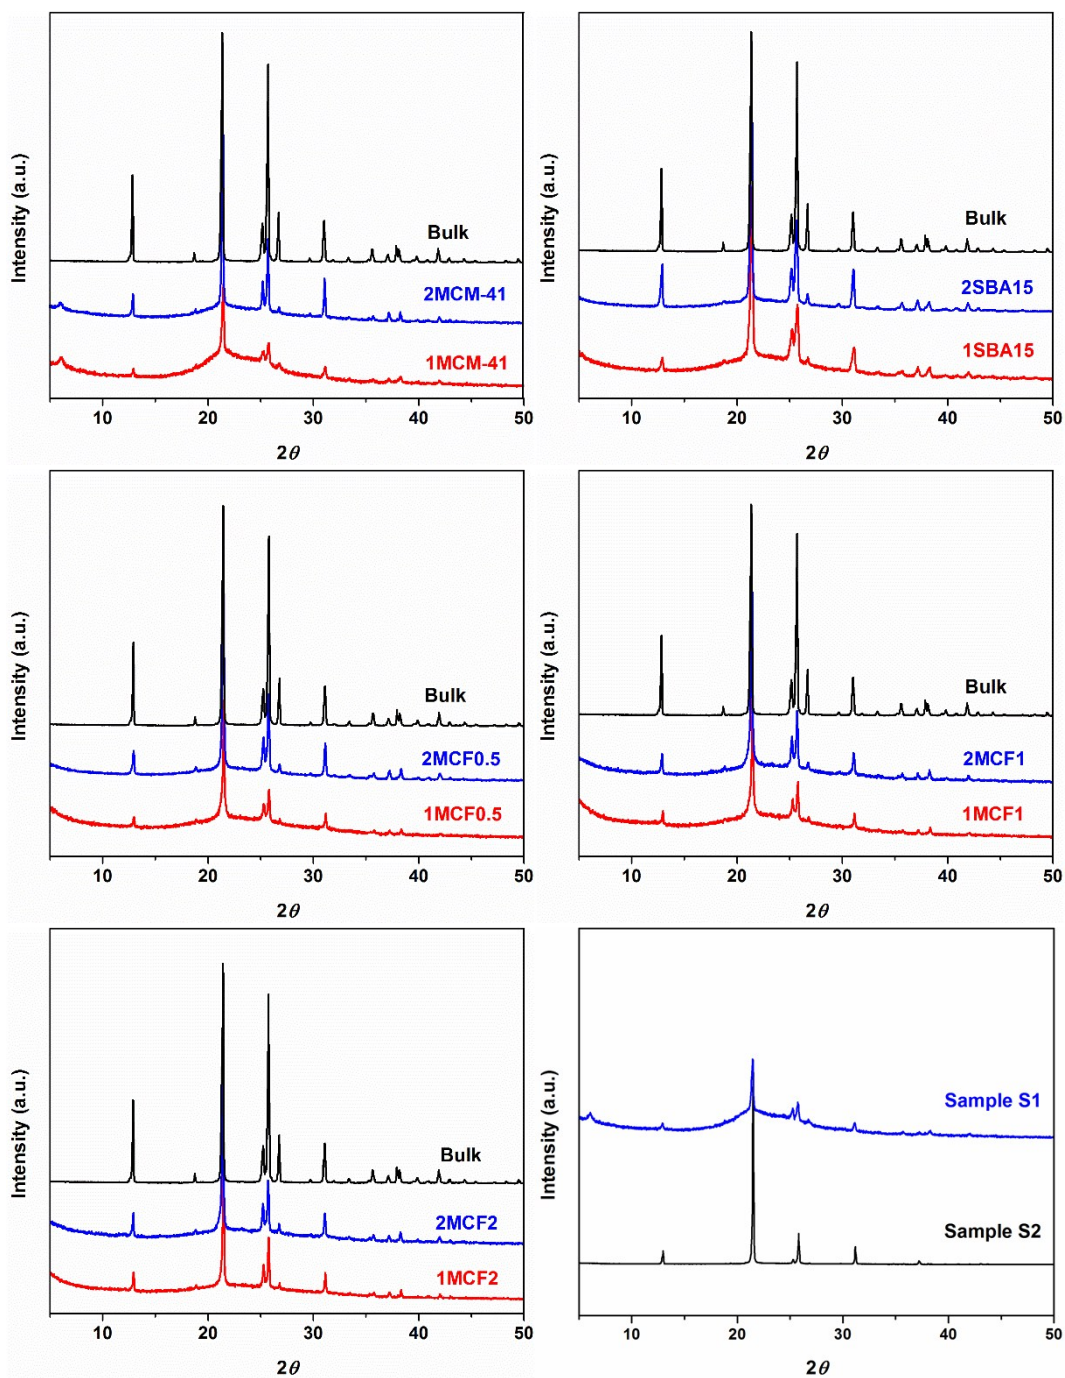 Intensity (a.u.)
Bulk
2MCM-41
1MCM-41
10 20 30 40 50
2θ
Intensity (a.u.)
Bulk
2SBA15
1SBA15
10 20 30 40 50
2θ
Intensity (a.u.)
Bulk
2MCF0.5
1MCF0.5
10 20 30 40 50
2θ
Intensity (a.u.)
Bulk
2MCF1
1MCF1
10 20 30 40 50
2θ
Intensity (a.u.)
Bulk
2MCF2
1MCF2
10 20 30 40 50
2θ
Intensity (a.u.)
Sample S1
Sample S2
10 20 30 40 50
2θ